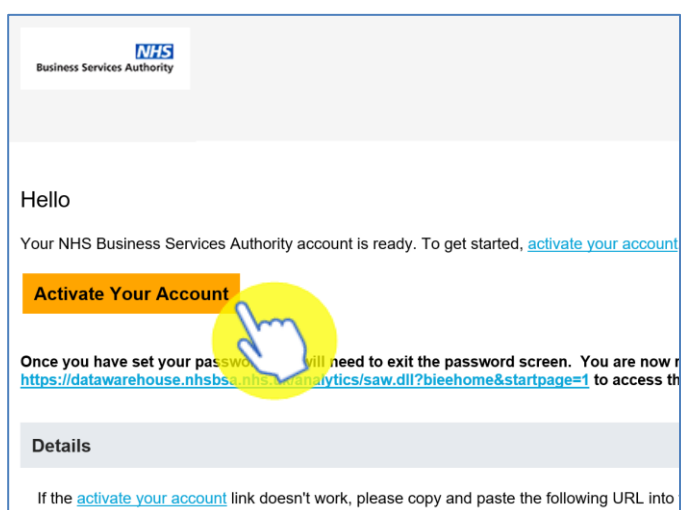 NHS
Business Services Authority
Hello
Your NHS Business Services Authority account is ready. To get started, activate your account
Activate Your Account
Once you have set your will need to exit the password screen. You are now
https://datawarehouse.nhsbsa.nhs.uk/analytics/saw.dll?bieehome&startpage=1 to access
Details
If the activate your account link doesn't work, please copy and paste the following URL into